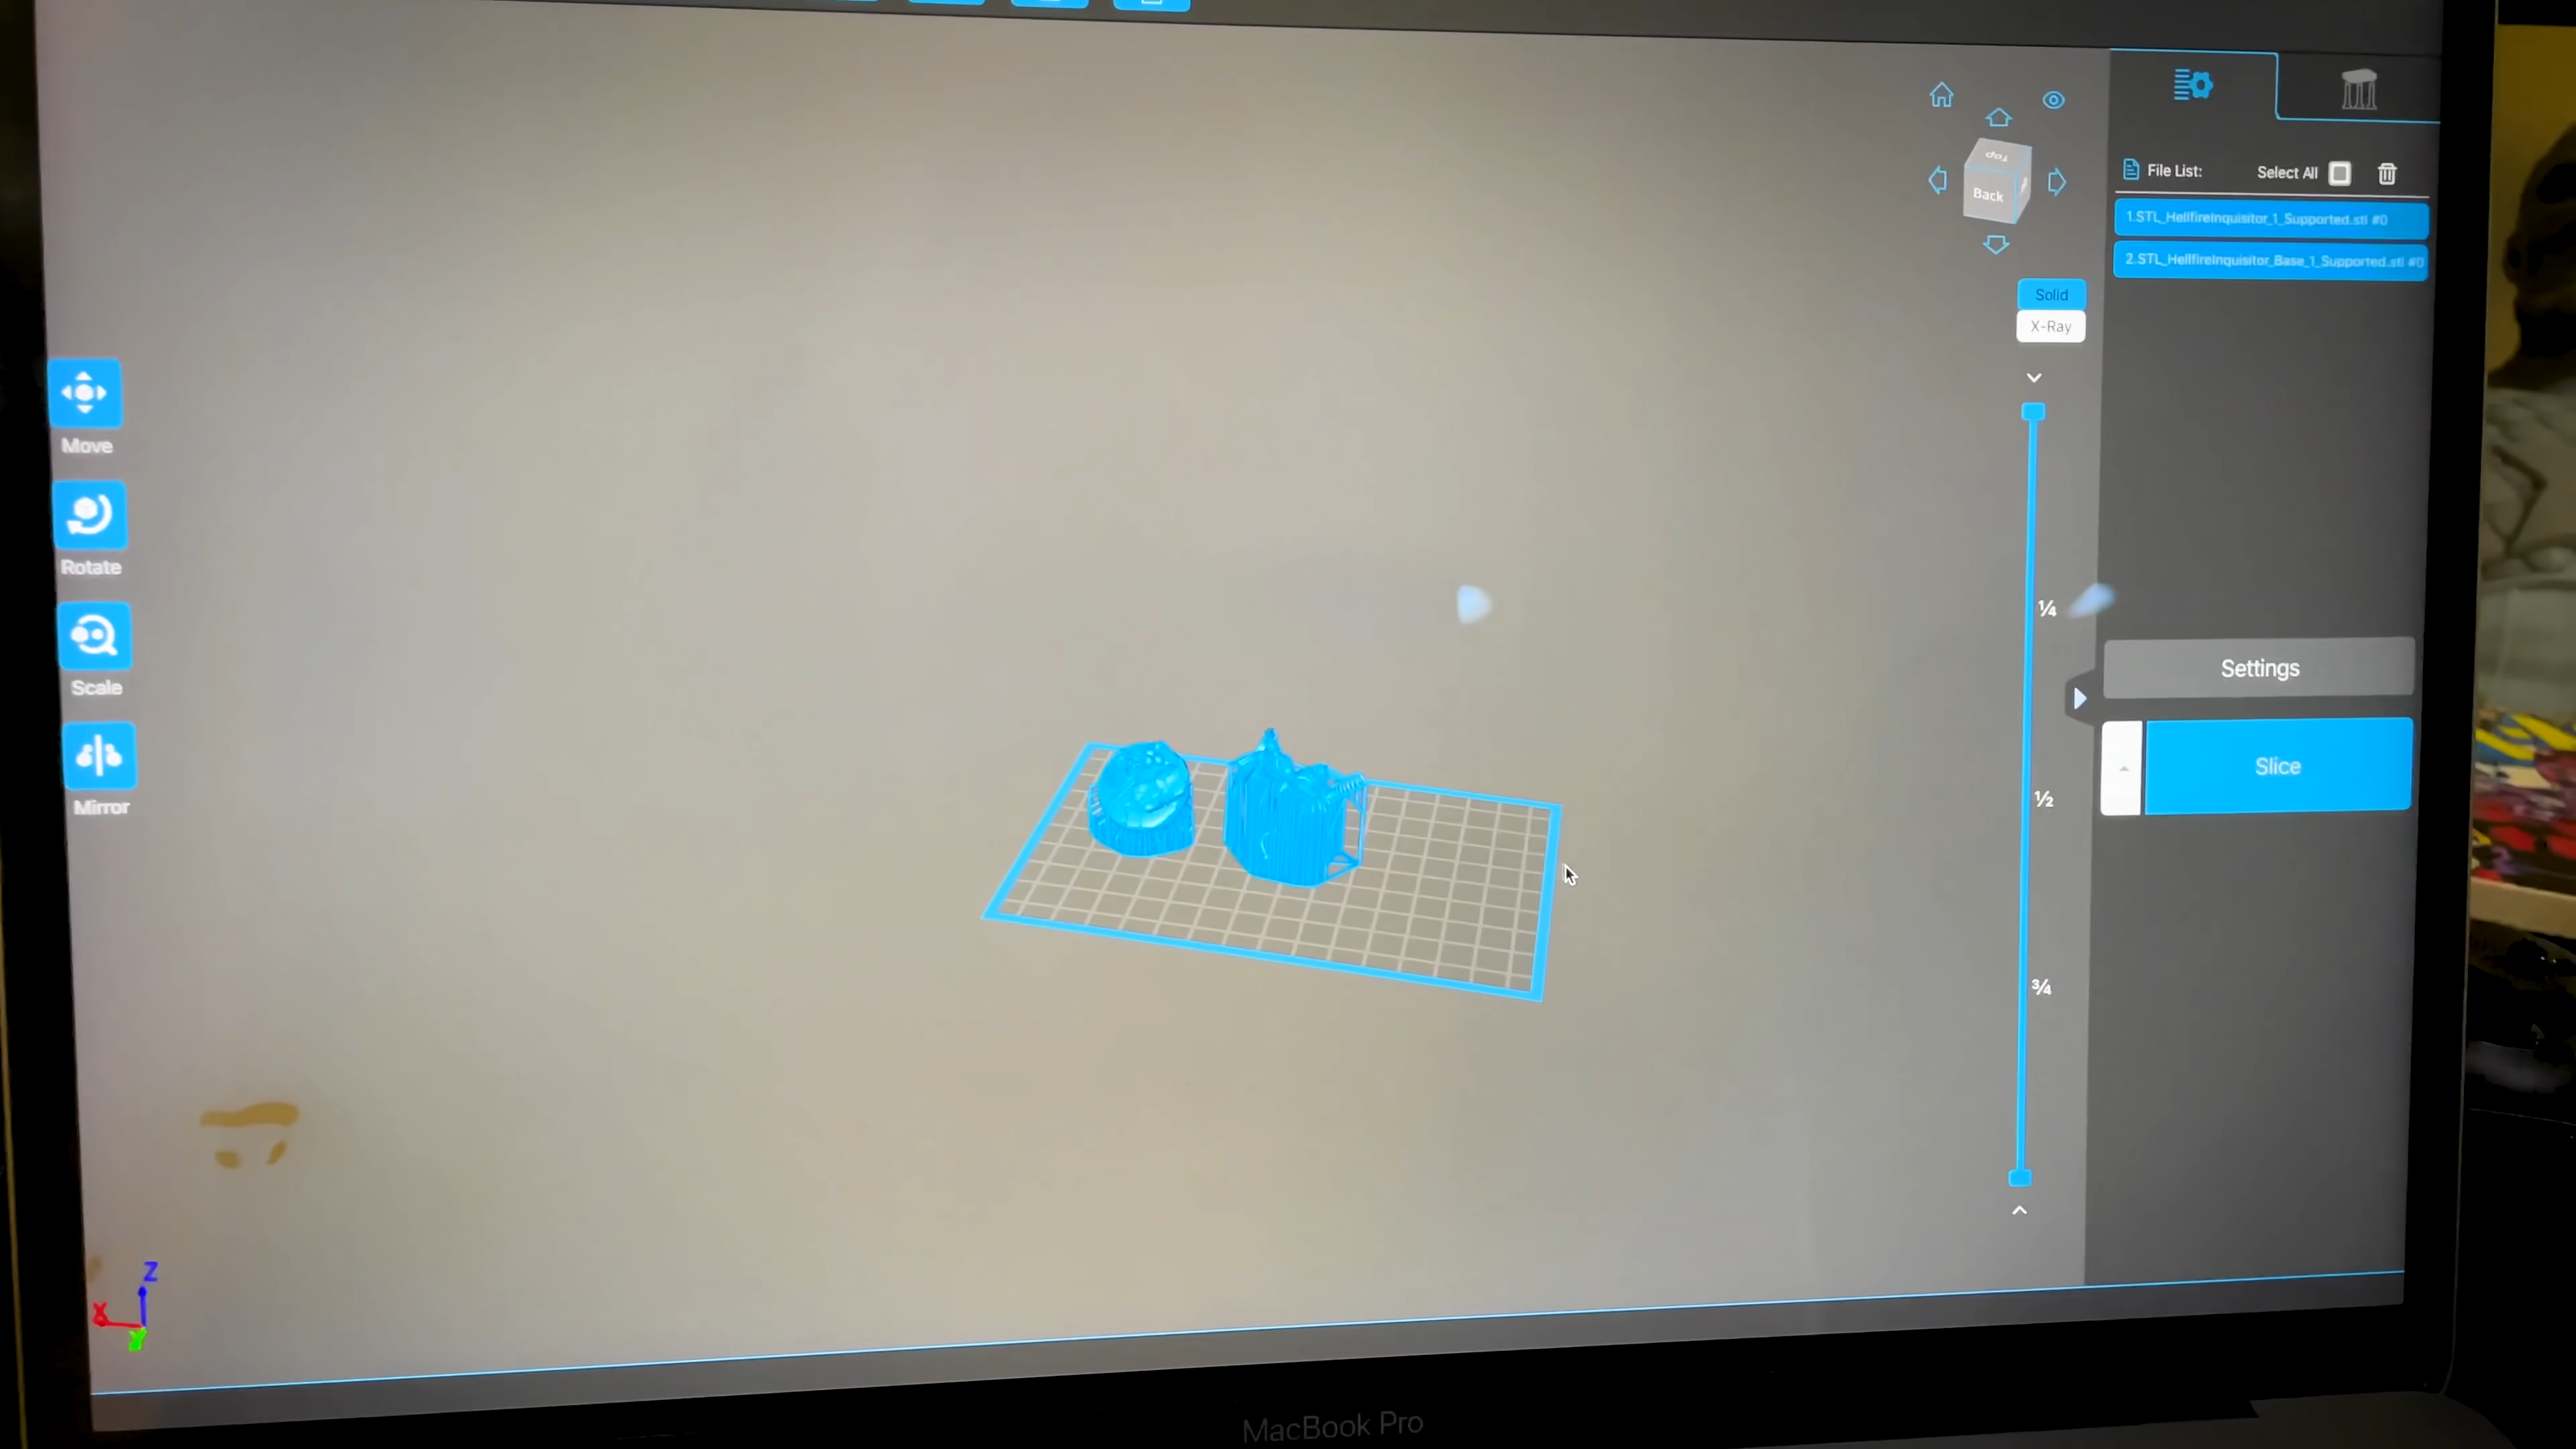 Top
Back
File List:
Select All
1.STL_HellfireInquisitor_1_Supported.stl #0
2.STL_HellfireInquisitor_Base_1_Supported.stl #0
Solid
X-Ray
Move
Rotate
Scale
Mirror
1/4
1/2
3/4
Settings
Slice
Z
X
Y
MacBook Pro